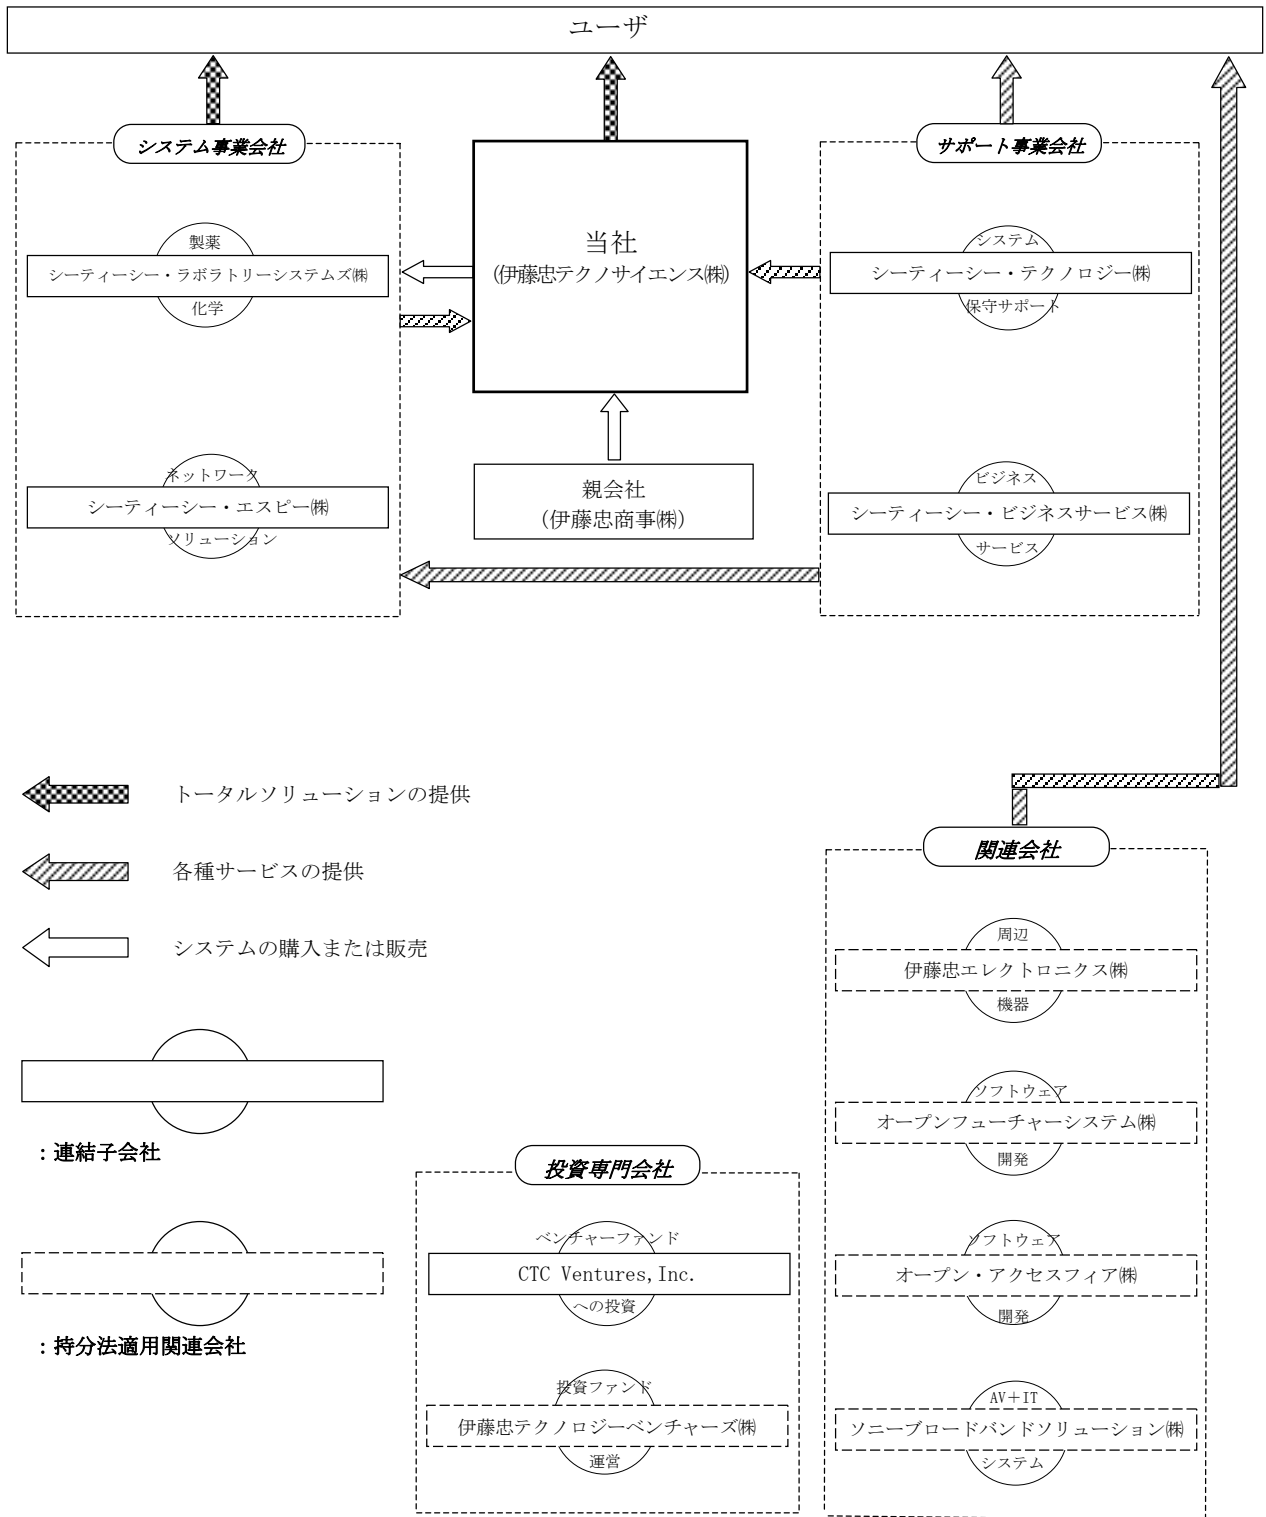 ユーザ
システム事業会社
製薬
シーティーシー・ラボラトリーシステムズ㈱
化学
ネットワーク
シーティーシー・エスピー㈱
ソリューション
当社
(伊藤忠テクノサイエンス㈱)
親会社
(伊藤忠商事㈱)
サポート事業会社
システム
シーティーシー・テクノロジー㈱
保守サポート
ビジネス
シーティーシー・ビジネスサービス㈱
サービス
トータルソリューションの提供
各種サービスの提供
システムの購入または販売
：連結子会社
：持分法適用関連会社
投資専門会社
ベンチャーファンド
CTC Ventures,Inc.
への投資
投資ファンド
伊藤忠テクノロジーベンチャーズ㈱
運営
関連会社
周辺
伊藤忠エレクトロニクス㈱
機器
ソフトウェア
オープンフューチャーシステム㈱
開発
ソフトウェア
オープン・アクセスフィア㈱
開発
AV＋IT
ソニーブロードバンドソリューション㈱
システム